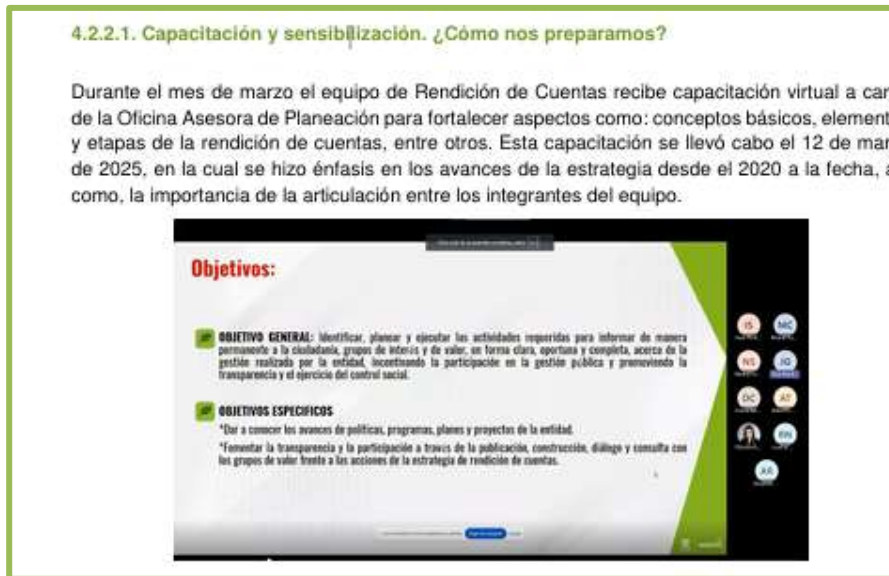 4.2.2.1. Capacitación y sensibilización. ¿Cómo nos preparamos?
Durante el mes de marzo el equipo de Rendición de Cuentas recibe capacitación virtual a car
de la Oficina Asesora de Planeación para fortalecer aspectos como: conceptos básicos, element
y etapas de la rendición de cuentas, entre otros. Esta capacitación se llevó cabo el 12 de mar
de 2025, en la cual se hizo énfasis en los avances de la estrategia desde el 2020 a la fecha, a
como, la importancia de la articulación entre los integrantes del equipo.
Objetivos:
OBJETIVO GENERAL: Identificar, planear y ejecutar las actividades requeridas para informar de manera
permanente a la ciudadanía, grupos de interés y de valor, en forma clara, oportuna y completa, acerca de la
gestión realizada por la entidad, incentivando la participación en la gestión pública y promoviendo la
transparencia y el ejercicio del control social.
OBJETIVOS ESPECIFICOS
*Dar a conocer los avances de políticas, programas, planes y proyectos de la entidad.
*Fomentar la transparencia y la participación a través de la publicación, construcción, diálogo y consulta con
los grupos de valor frente a las acciones de la estrategia de rendición de cuentas.
IS MC
NS JG
DC AT
RW
AR